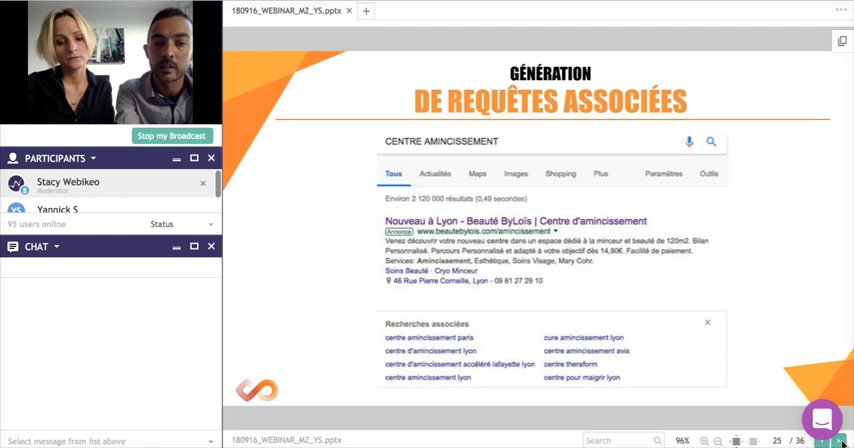 180916_WEBINAR_MZ_YS.pptx
Stop my Broadcast
PARTICIPANTS
Stacy Webikeo
Moderator
YS
Yannick S
95 users online
Status
CHAT
Select message from list above
GÉNÉRATION
DE REQUÊTES ASSOCIÉES
CENTRE AMINCISSEMENT
Tous Actualités Maps Images Shopping Plus Paramètres Outils
Environ 2 120 000 résultats (0,49 secondes)
Nouveau à Lyon - Beauté ByLoïs | Centre d'amincissement
Annonce www.beautebylois.com/amincissement
Venez découvrir votre nouveau centre dans un espace dédié à la minceur et beauté de 120m2. Bilan
Personnalisé. Parcours Personnalisé et adapté à votre objectif dès 14,90€. Facilité de paiement.
Services: Amincissement, Esthétique, Soins Visage, Mary Cohr.
Soins Beauté · Cryo Minceur
46 Rue Pierre Corneille, Lyon - 09 81 27 29 10
Recherches associées
centre amincissement paris
cure amincissement lyon
centre d'amincissement lyon
centre amincissement avis
centre d'amincissement accéléré lafayette lyon
centre theraform
centre amincissement lyon
centre pour maigrir lyon
180916_WEBINAR_MZ_YS.pptx
Search
96%
25 / 36